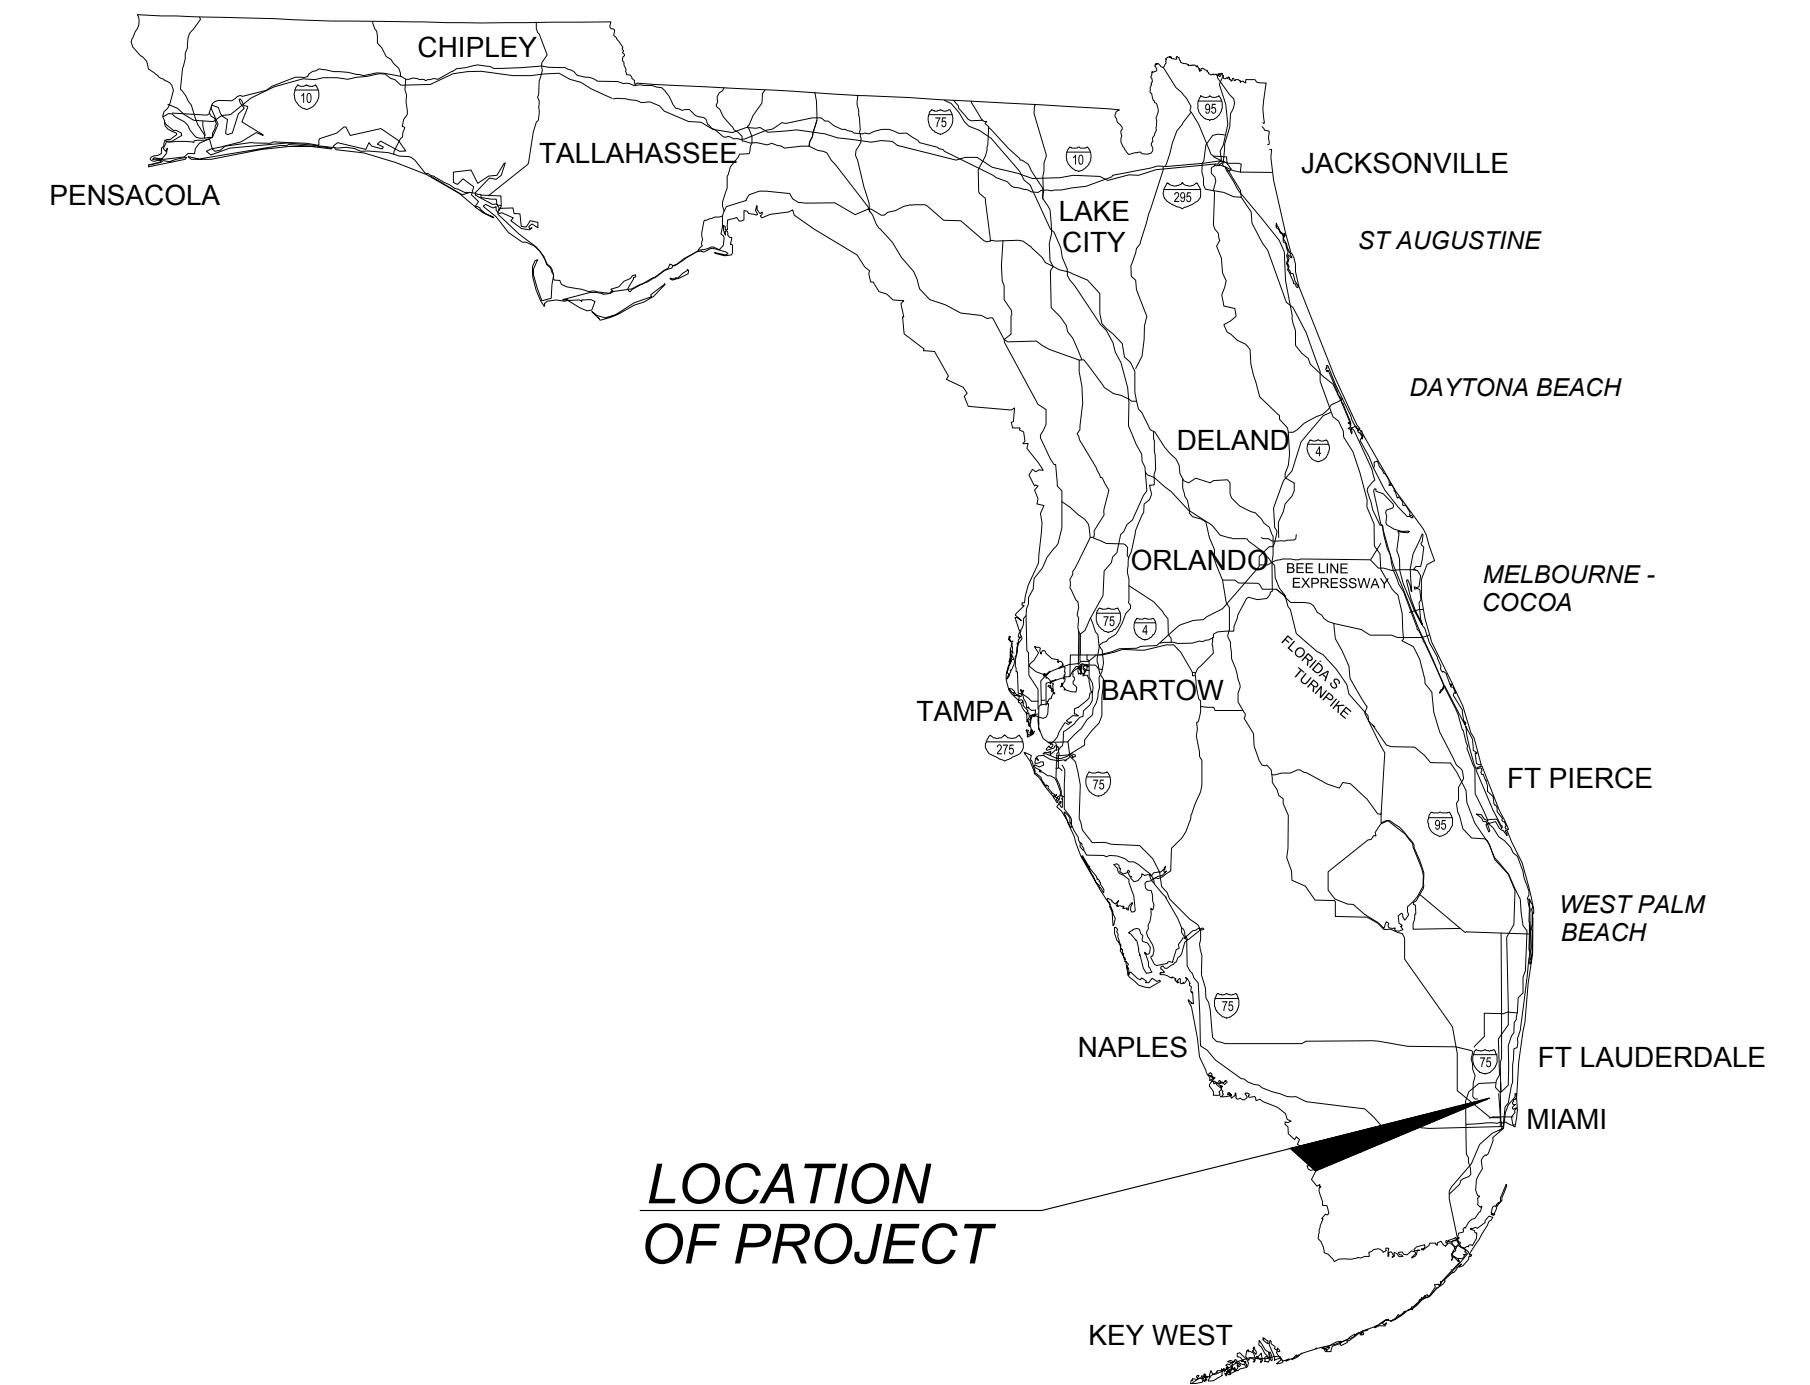 CHIPLEY
10
95
75
TALLAHASSEE
10
JACKSONVILLE
PENSACOLA
295
LAKE
CITY
ST AUGUSTINE
DAYTONA BEACH
DELAND
4
ORLANDO
BEE LINE
EXPRESSWAY
MELBOURNE -
COCOA
75
4
FLORIDA S
TURNPIKE
BARTOW
TAMPA
275
75
FT PIERCE
95
WEST PALM
BEACH
75
NAPLES
75
FT LAUDERDALE
MIAMI
LOCATION
OF PROJECT
KEY WEST